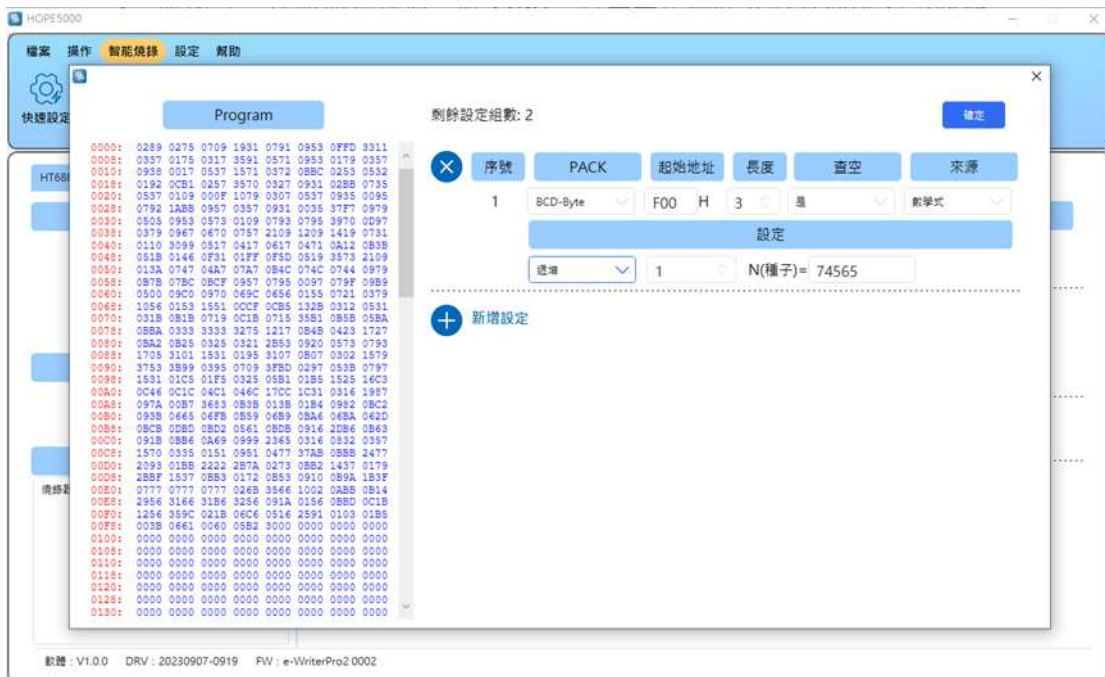 HOPE5000
檔案 操作 智能燒錄 設定 幫助
快速設定
HT68
燒錄器
Program
剩餘設定組數: 2
確定
序號 PACK 起始地址 長度 查空 來源
1 BCD-Byte F00 H 3 是 數學式
設定
遞增 1 N(種子)= 74565
新增設定
0000: 0289 0275 0709 1931 0791 0953 0FFD 3311
0008: 0337 0175 0317 3591 0571 0953 0179 0357
0010: 0938 0017 0537 1571 0372 0BBC 0253 0532
0018: 0192 0CB1 0257 3570 0327 0931 02BB 0735
0020: 0537 0109 000F 1079 0307 0537 0935 0095
0028: 0792 1ABB 0957 0357 0931 0035 37F7 0979
0030: 0505 0953 0573 0109 0793 0795 3970 0D97
0038: 0379 0967 0670 0757 2109 1209 1419 0731
0040: 0110 3099 0517 0417 0617 0471 0A12 0B3B
0048: 051B 0146 0F31 01FF 0F5D 0519 3573 2109
0050: 013A 0747 04A7 07A7 0B4C 074C 0744 0979
0058: 0B7B 07BC 0BCF 0957 0795 0097 079F 09B9
0060: 0500 09C0 0970 069C 0656 0155 0721 0379
0068: 1056 0153 1551 0CCF 0CB5 132B 0312 0531
0070: 031B 0B1B 0719 0C1B 0715 35B1 0B5B 05BA
0078: 0BBA 0333 3333 3275 1217 0B4B 0423 1727
0080: 0BA2 0B25 0325 0321 2B53 0920 0573 0793
0088: 1705 3101 1531 0195 3107 0B07 0302 1579
0090: 3753 3B99 0395 0709 3FBD 0297 053B 0797
0098: 1531 01C5 01F5 0325 05B1 01B5 1525 16C3
00A0: 0C46 0C1C 04C1 046C 17CC 1C31 0316 1987
00A8: 097A 00B7 3683 0B3B 013B 01B4 0982 0BC2
00B0: 093B 0665 06FB 0B59 06B9 0BA6 06BA 062D
00B8: 0BCB 0DBD 0BD2 0561 0BDB 0916 2DB6 0B63
00C0: 091B 0BB6 0A69 0999 2365 0316 0832 0357
00C8: 1570 0335 0151 0951 0477 37AB 0BBB 2477
00D0: 2093 01BB 2222 2B7A 0273 0BB2 1437 0179
00D8: 2BBF 1537 0BB3 0172 0B53 0910 0B9A 1B3F
00E0: 0777 0777 0777 026B 3566 1002 0ABB 0B14
00E8: 2956 3166 31B6 3256 091A 0156 0BBD 0C1B
00F0: 1256 359C 021B 06C6 0516 2591 0103 01B5
00F8: 003B 0661 0060 05B2 3000 0000 0000 0000
0100: 0000 0000 0000 0000 0000 0000 0000 0000
0108: 0000 0000 0000 0000 0000 0000 0000 0000
0110: 0000 0000 0000 0000 0000 0000 0000 0000
0118: 0000 0000 0000 0000 0000 0000 0000 0000
0120: 0000 0000 0000 0000 0000 0000 0000 0000
0128: 0000 0000 0000 0000 0000 0000 0000 0000
0130: 0000 0000 0000 0000 0000 0000 0000 0000
軟體 : V1.0.0 DRV : 20230907-0919 FW : e-WriterPro2 0002